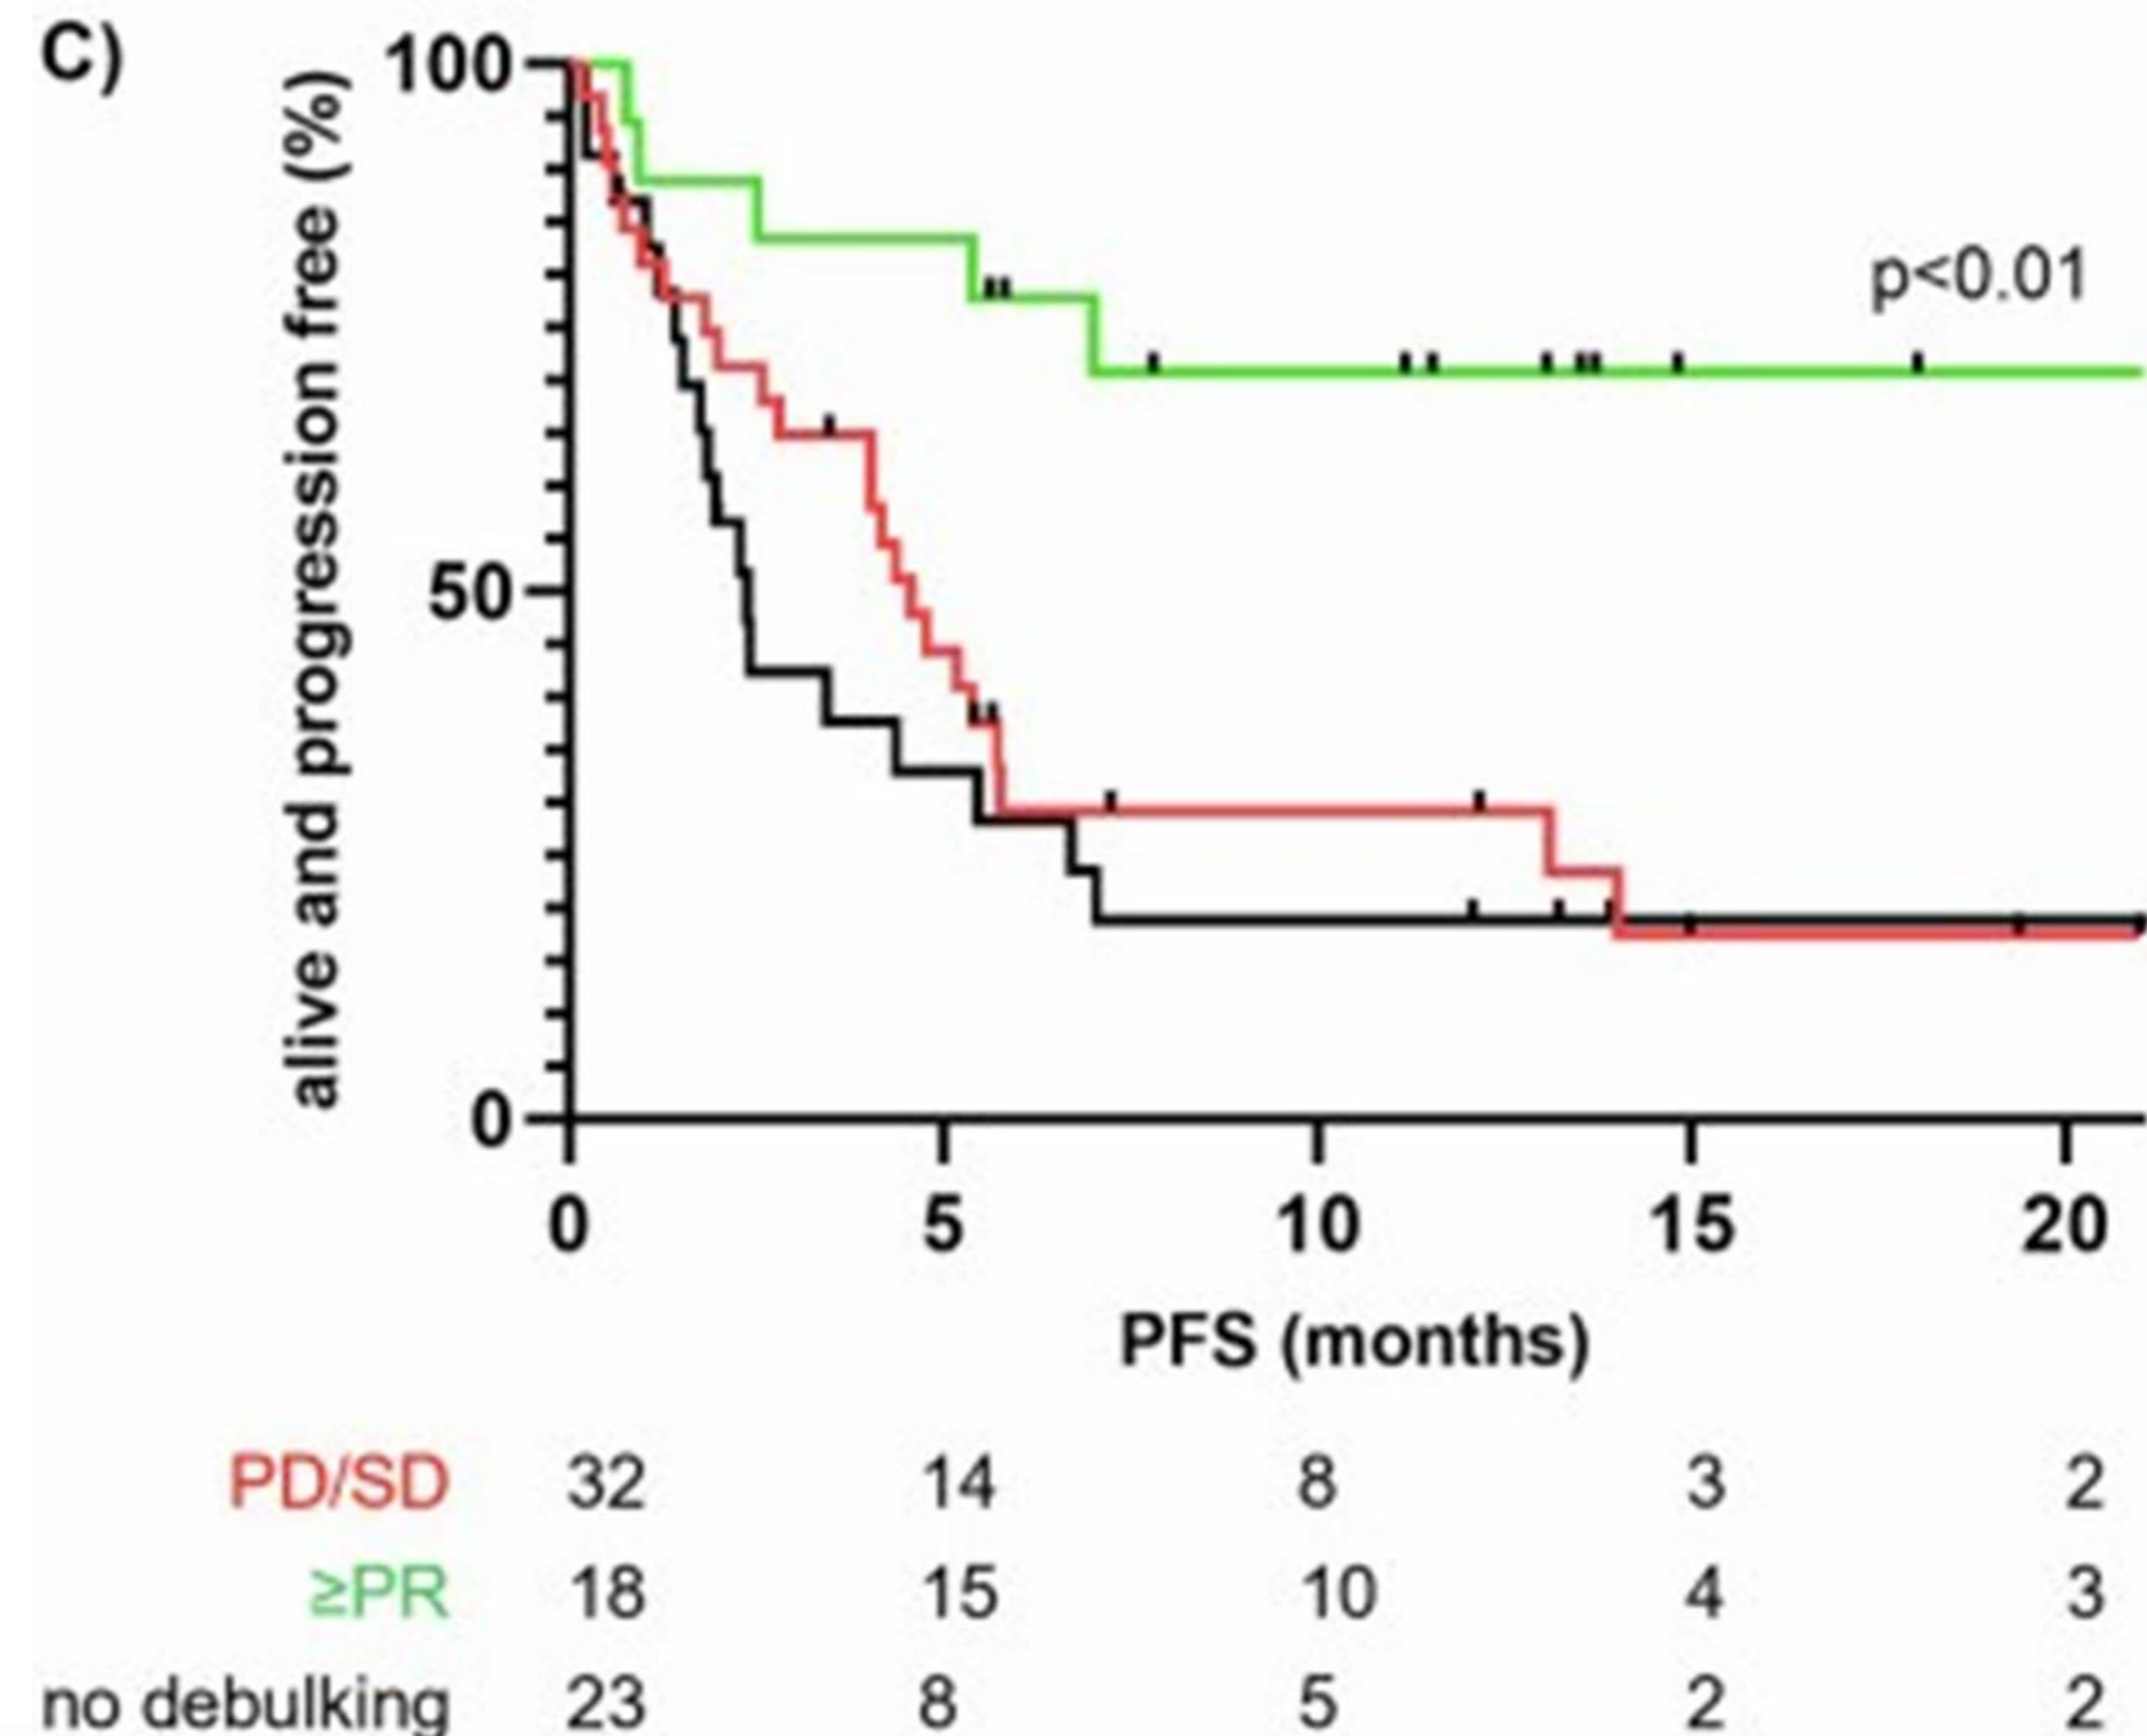 C)
alive and progression free (%)
100
50
0
p<0.01
0 5 10 15 20
PFS (months)
PD/SD 32 14 8 3 2
≥PR 18 15 10 4 3
no debulking 23 8 5 2 2